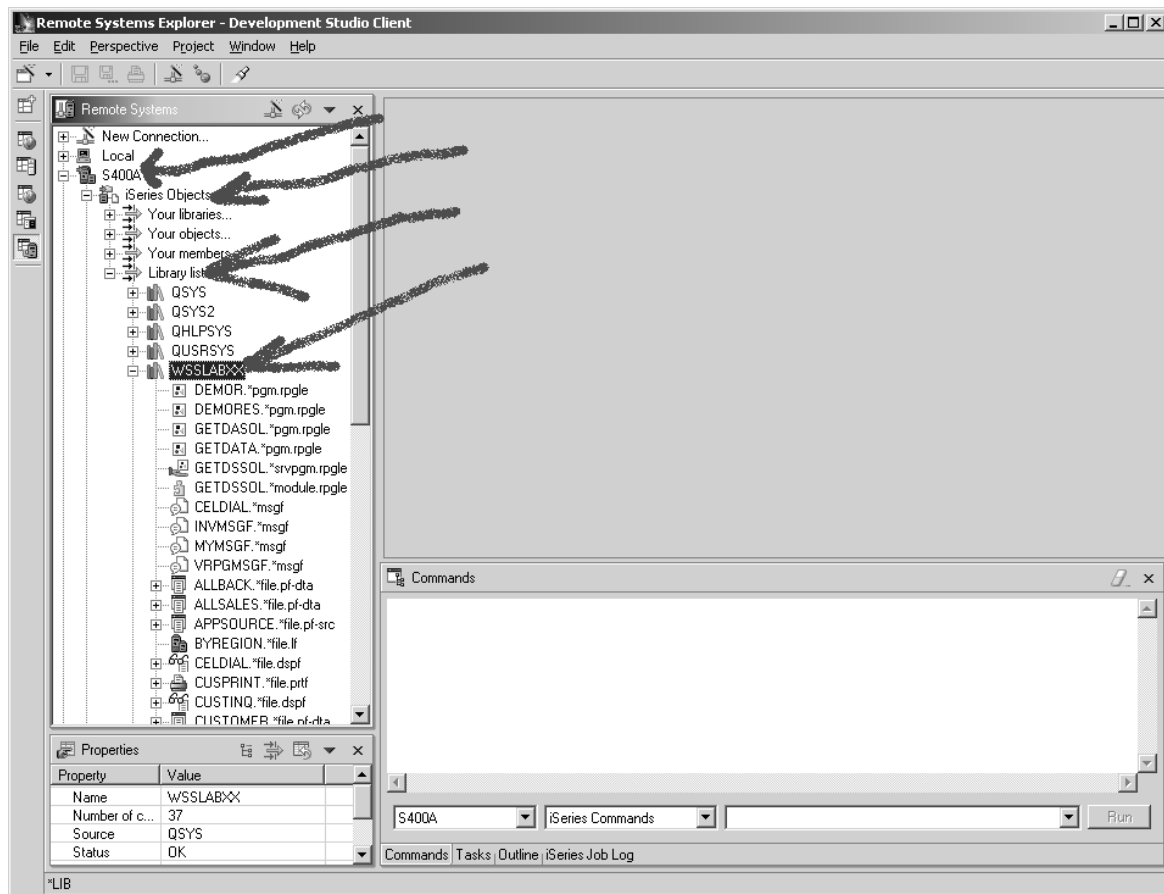 Remote Systems Explorer - Development Studio Client
File Edit Perspective Project Window Help
Remote Systems
New Connection...
Local
S400A
iSeries Objects
Your libraries...
Your objects...
Your members
Library list
QSYS
QSYS2
QHLPSYS
QUSRSYS
WSSLABXX
DEMOR.*pgm.rpgle
DEMORES.*pgm.rpgle
GETDASOL.*pgm.rpgle
GETDATA.*pgm.rpgle
GETDSSOL.*srvpgm.rpgle
GETDSSOL.*module.rpgle
CELDIAL.*msgf
INVMSGF.*msgf
MYMSGF.*msgf
VRPGMSGF.*msgf
ALLBACK.*file.pf-dta
ALLSALES.*file.pf-dta
APPSOURCE.*file.pf-src
BYREGION.*file.lf
CELDIAL.*file.dspf
CUSPRINT.*file.prtf
CUSTINQ.*file.dspf
CUSTOMER.*file.pf-dta
Properties
Property Value
Name WSSLABXX
Number of c... 37
Source QSYS
Status OK
Commands
S400A iSeries Commands Run
Commands Tasks Outline iSeries Job Log
*LIB